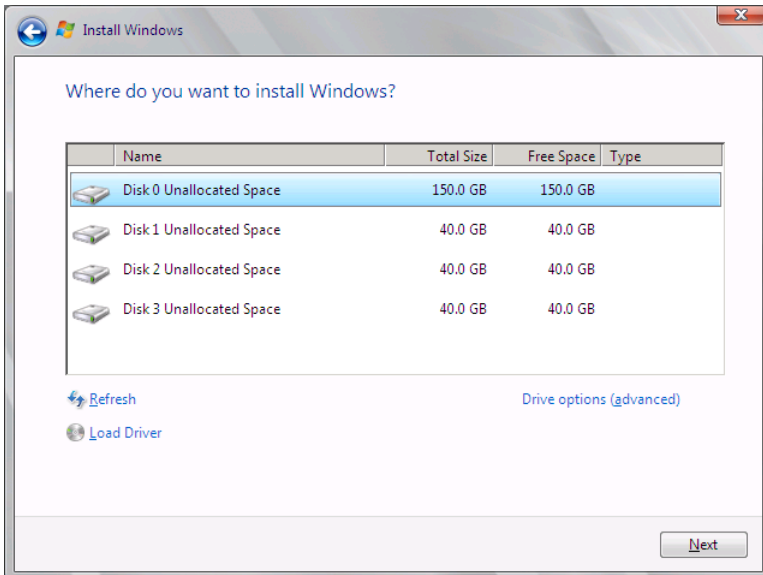 Install Windows
Where do you want to install Windows?
Name Total Size Free Space Type
Disk 0 Unallocated Space 150.0 GB 150.0 GB
Disk 1 Unallocated Space 40.0 GB 40.0 GB
Disk 2 Unallocated Space 40.0 GB 40.0 GB
Disk 3 Unallocated Space 40.0 GB 40.0 GB
Refresh Drive options (advanced)
Load Driver
Next